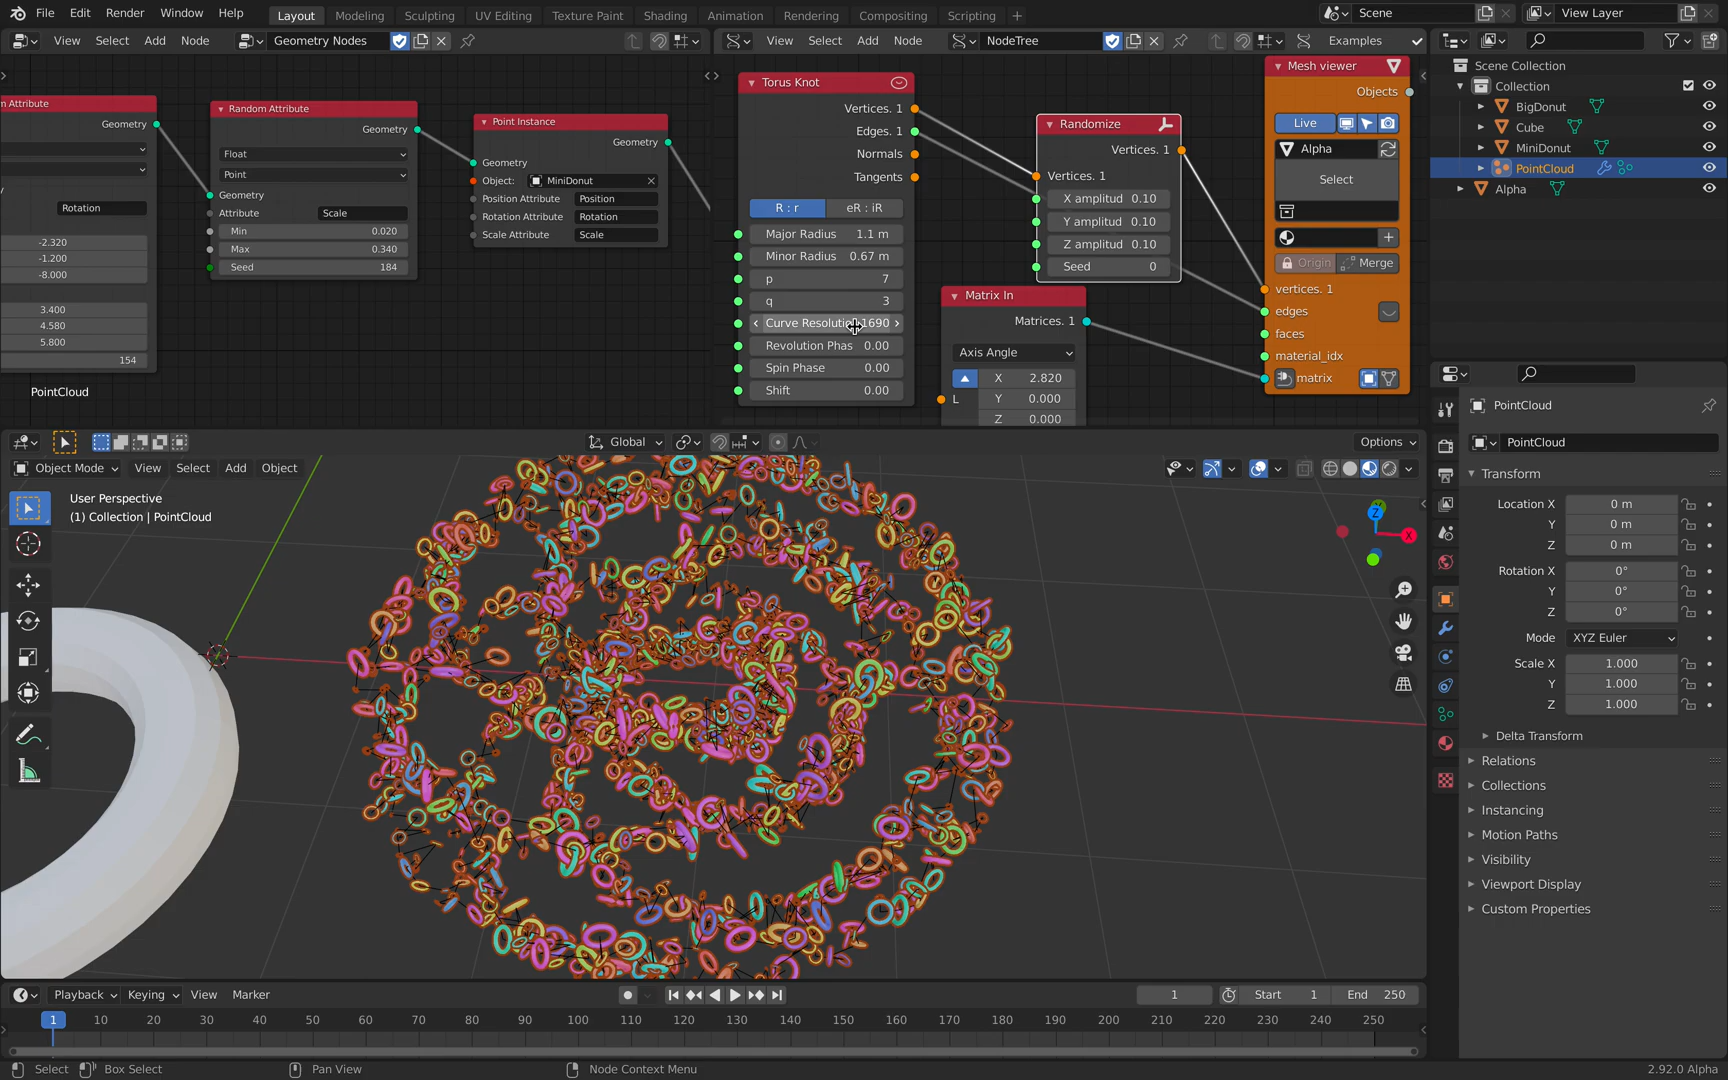 File Edit Render Window Help Layout Modeling Sculpting UV Editing Texture Paint Shading Animation Rendering Compositing Scripting + Scene View Layer
View Select Add Node Geometry Nodes View Select Add Node NodeTree Examples
m Attribute
Geometry
Rotation
-2.320
-1.200
-8.000
3.400
4.580
5.800
154
PointCloud
Random Attribute
Geometry
Float
Point
Geometry
Attribute Scale
Min 0.020
Max 0.340
Seed 184
Point Instance
Geometry
Geometry
Object: MiniDonut
Position Attribute Position
Rotation Attribute Rotation
Scale Attribute Scale
Torus Knot
Vertices. 1
Edges. 1
Normals
Tangents
R : r eR : iR
Major Radius 1.1 m
Minor Radius 0.67 m
p 7
q 3
Curve Resolutio 1690
Revolution Phas 0.00
Spin Phase 0.00
Shift 0.00
Randomize
Vertices. 1
Vertices. 1
X amplitud 0.10
Y amplitud 0.10
Z amplitud 0.10
Seed 0
Matrix In
Matrices. 1
Axis Angle
X 2.820
L Y 0.000
Z 0.000
Mesh viewer
Objects
Live
Alpha
Select
+
Origin Merge
vertices. 1
edges
faces
material_idx
matrix
Scene Collection
Collection
BigDonut
Cube
MiniDonut
PointCloud
Alpha
Global Options
Object Mode View Select Add Object
User Perspective
(1) Collection | PointCloud
Z
X
PointCloud
PointCloud
Transform
Location X 0 m
Y 0 m
Z 0 m
Rotation X 0°
Y 0°
Z 0°
Mode XYZ Euler
Scale X 1.000
Y 1.000
Z 1.000
Delta Transform
Relations
Collections
Instancing
Motion Paths
Visibility
Viewport Display
Custom Properties
Playback Keying View Marker 1 Start 1 End 250
1 10 20 30 40 50 60 70 80 90 100 110 120 130 140 150 160 170 180 190 200 210 220 230 240 250
Select Box Select Pan View Node Context Menu 2.92.0 Alpha